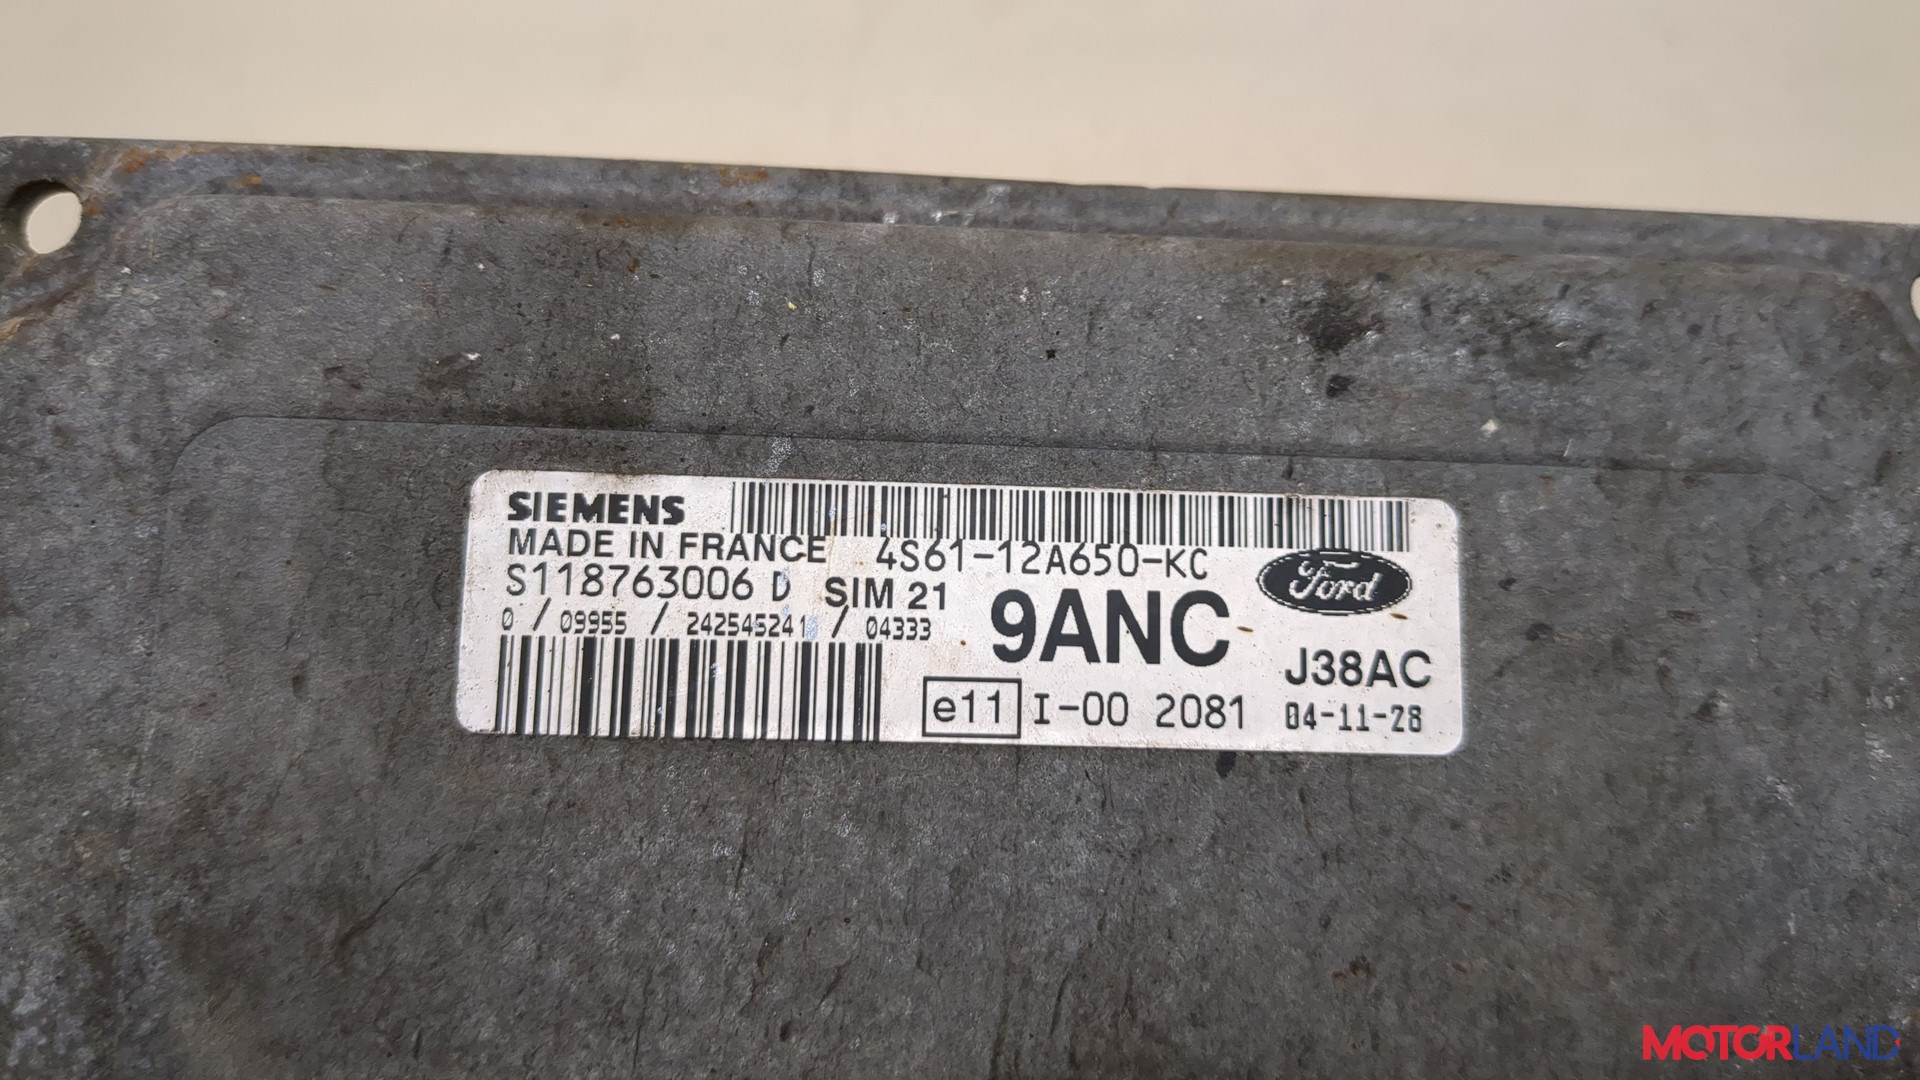 SIEMENS
MADE IN FRANCE 4S61-12A650-KC
S118763006 D SIM 21
Ford
0 / 09955 / 242545241 / 04333
9ANC
J38AC
e11 I-00 2081 04-11-28
MOTORLAND